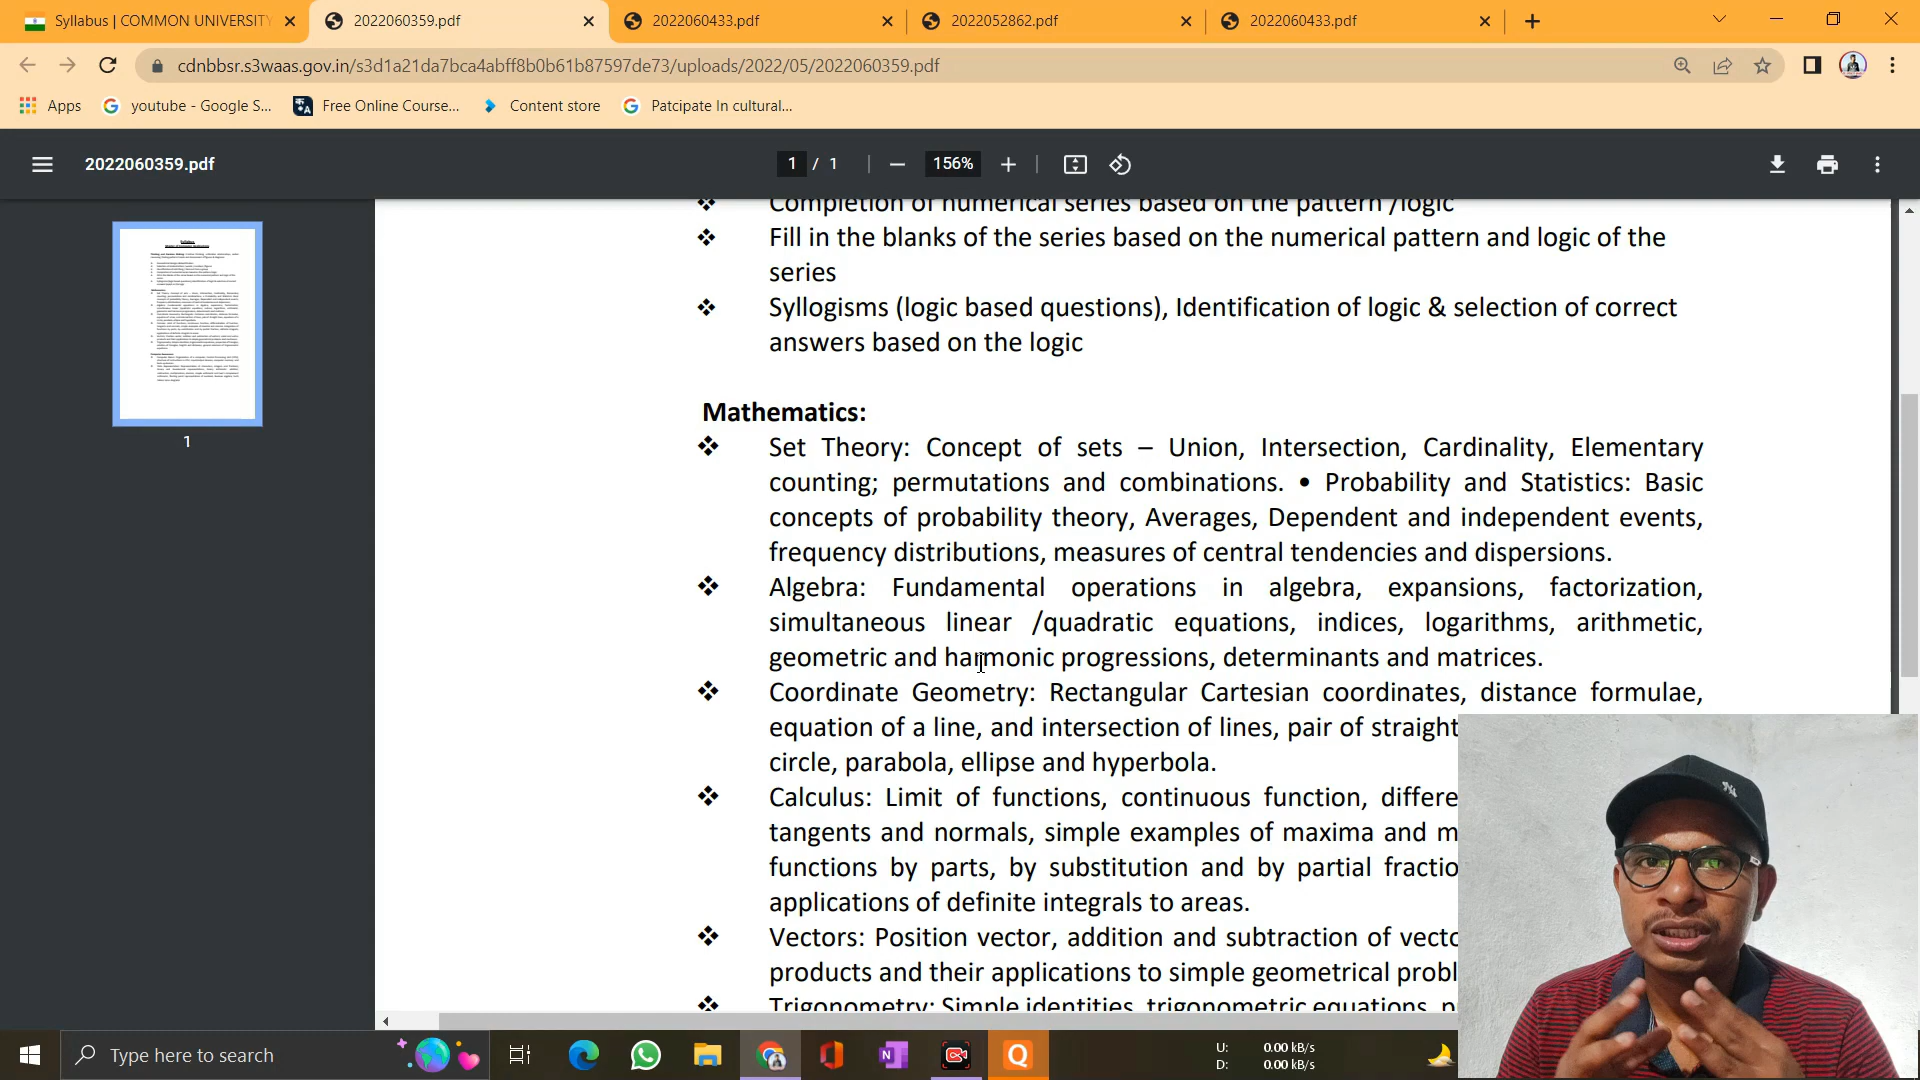 Syllabus | COMMON UNIVERSITY
2022060359.pdf
2022060433.pdf
2022052862.pdf
2022060433.pdf
cdnbbsr.s3waas.gov.in/s3d1a21da7bca4abff8b0b61b87597de73/uploads/2022/05/2022060359.pdf
Apps
youtube - Google S...
Free Online Course...
Content store
Patcipate In cultural...
2022060359.pdf
1 / 1
156%
Completion of numerical series based on the pattern /logic
Fill in the blanks of the series based on the numerical pattern and logic of the
series
Syllogisms (logic based questions), Identification of logic & selection of correct
answers based on the logic
Mathematics:
Set Theory: Concept of sets – Union, Intersection, Cardinality, Elementary
counting; permutations and combinations. • Probability and Statistics: Basic
concepts of probability theory, Averages, Dependent and independent events,
frequency distributions, measures of central tendencies and dispersions.
Algebra: Fundamental operations in algebra, expansions, factorization,
simultaneous linear /quadratic equations, indices, logarithms, arithmetic,
geometric and harmonic progressions, determinants and matrices.
Coordinate Geometry: Rectangular Cartesian coordinates, distance formulae,
equation of a line, and intersection of lines, pair of straight
circle, parabola, ellipse and hyperbola.
Calculus: Limit of functions, continuous function, differe
tangents and normals, simple examples of maxima and m
functions by parts, by substitution and by partial fractio
applications of definite integrals to areas.
Vectors: Position vector, addition and subtraction of vecto
products and their applications to simple geometrical probl
Trigonometry: Simple identities, trigonometric equations, p
1
Type here to search
U: 0.00 kB/s
D: 0.00 kB/s